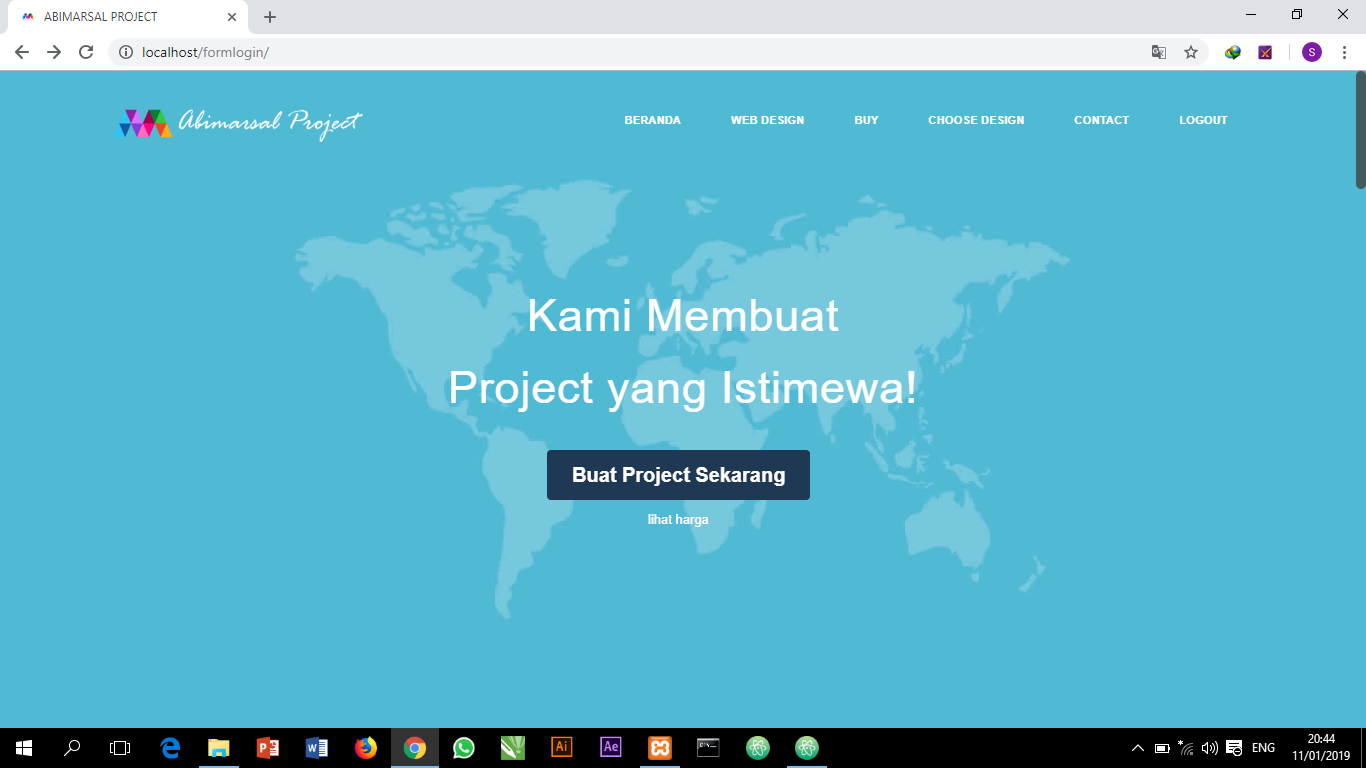 ABIMARSAL PROJECT
localhost/formlogin/
S
Abimarsal Project
BERANDA WEB DESIGN BUY CHOOSE DESIGN CONTACT LOGOUT
Kami Membuat
Project yang Istimewa!
Buat Project Sekarang
lihat harga
Ai Ae
ENG
20:44
11/01/2019